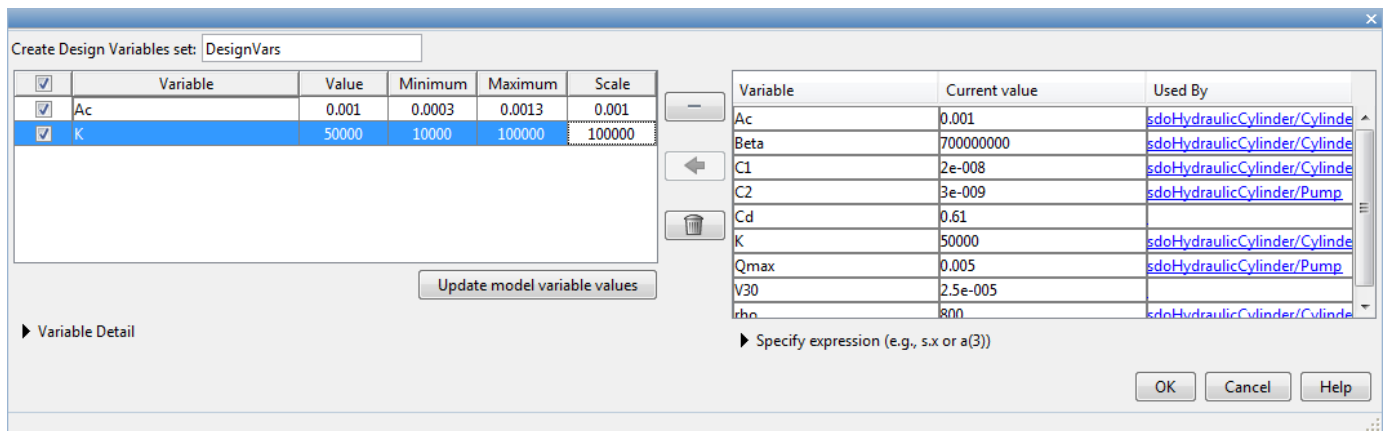 Create Design Variables set: DesignVars
Variable Value Minimum Maximum Scale
Ac 0.001 0.0003 0.0013 0.001
K 50000 10000 100000 100000
Update model variable values
Variable Detail
Variable Current value Used By
Ac 0.001 sdoHydraulicCylinder/Cylinde
Beta 700000000 sdoHydraulicCylinder/Cylinde
C1 2e-008 sdoHydraulicCylinder/Cylinde
C2 3e-009 sdoHydraulicCylinder/Pump
Cd 0.61
K 50000 sdoHydraulicCylinder/Cylinde
Qmax 0.005 sdoHydraulicCylinder/Pump
V30 2.5e-005
rho 800 sdoHydraulicCylinder/Cylinde
Specify expression (e.g., s.x or a(3))
OK Cancel Help